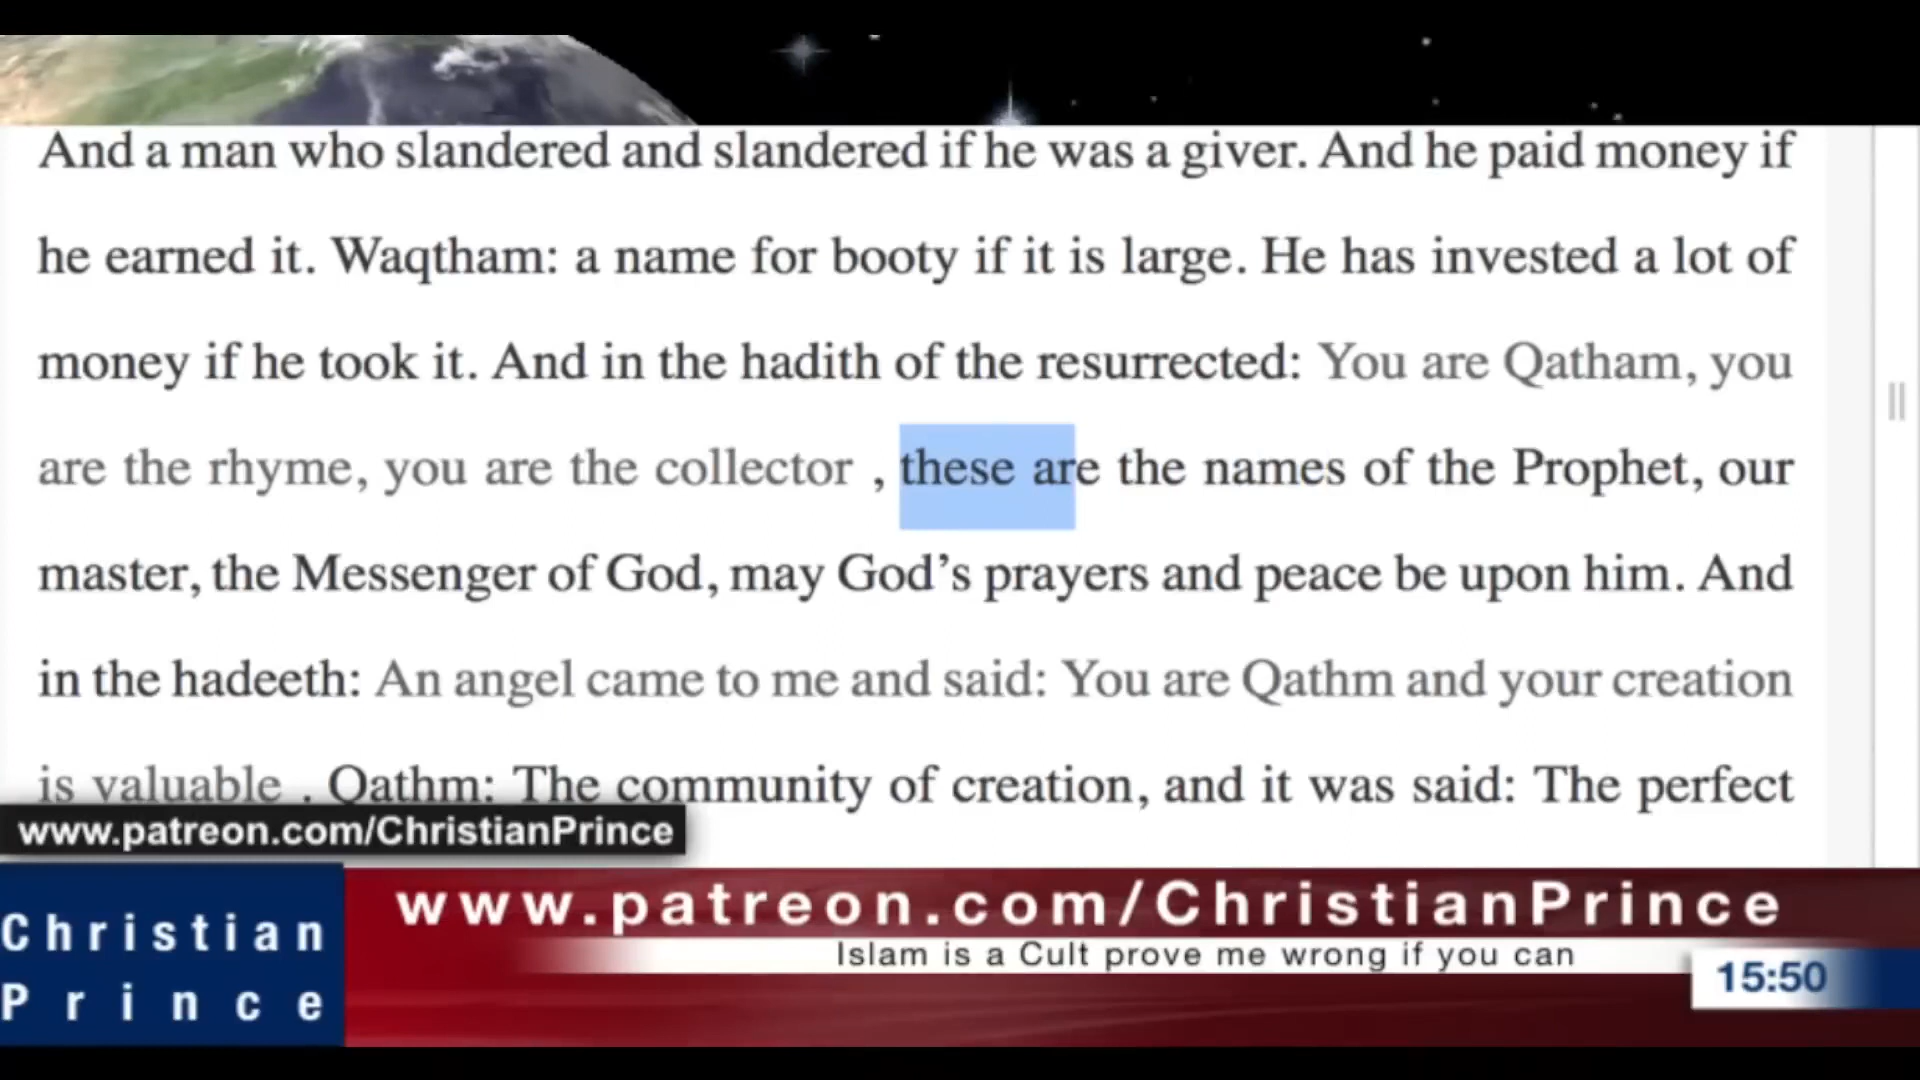 And a man who slandered and slandered if he was a giver. And he paid money if
he earned it. Waqtham: a name for booty if it is large. He has invested a lot of
money if he took it. And in the hadith of the resurrected: You are Qatham, you
are the rhyme, you are the collector , these are the names of the Prophet, our
master, the Messenger of God, may God’s prayers and peace be upon him. And
in the hadeeth: An angel came to me and said: You are Qathm and your creation
is valuable . Qathm: The community of creation, and it was said: The perfect
www.patreon.com/ChristianPrince
Christian
Prince
www.patreon.com/ChristianPrince
Islam is a Cult prove me wrong if you can
15:50